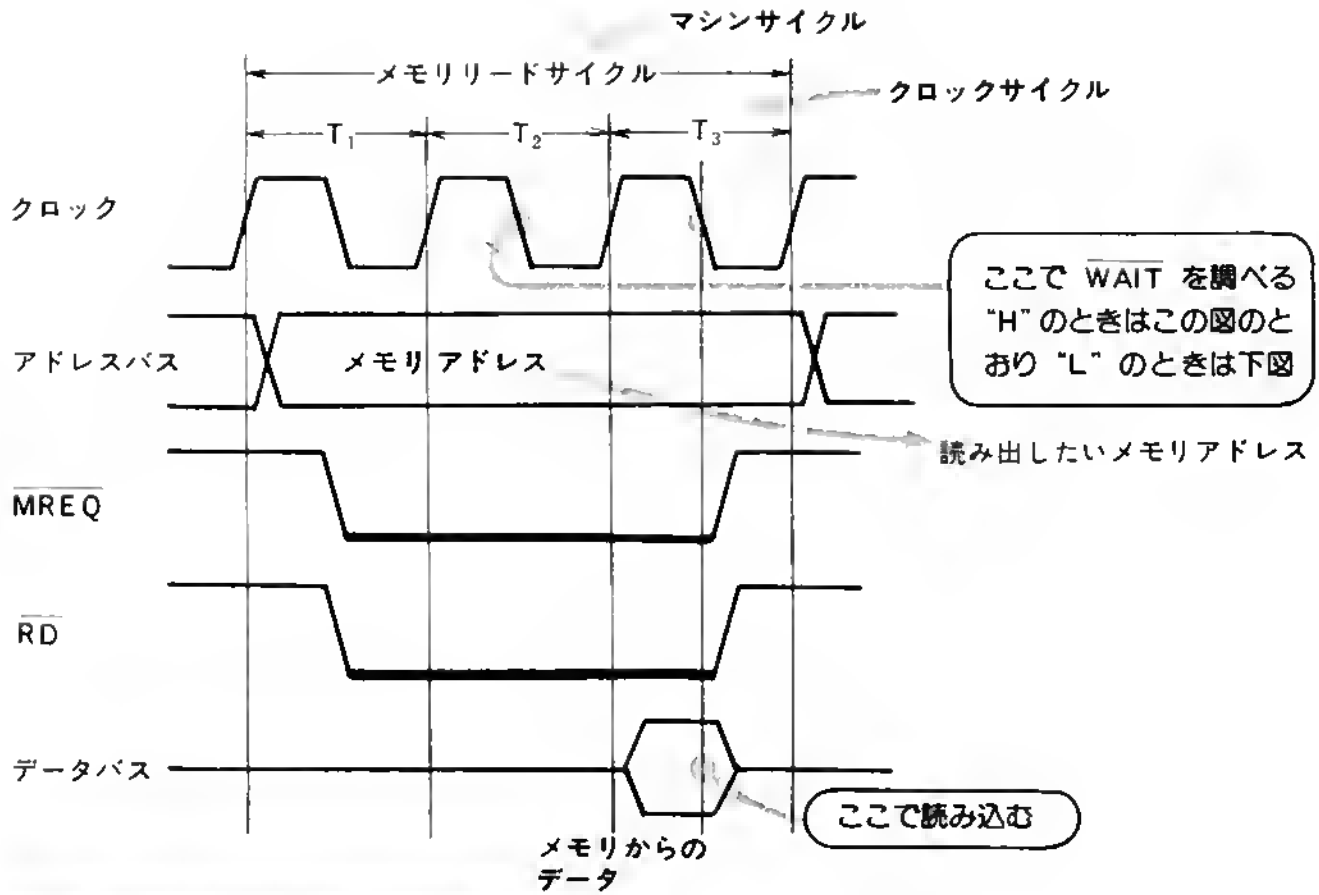 マシンサイクル
メモリリードサイクル
クロックサイクル
T₁
T₂
T₃
クロック
ここで W̅A̅I̅T̅ を調べる
"H"のときはこの図のと
おり "L"のときは下図
アドレスバス
メモリアドレス
読み出したいメモリアドレス
M̅R̅E̅Q̅
R̅D̅
データバス
ここで読み込む
メモリからの
データ